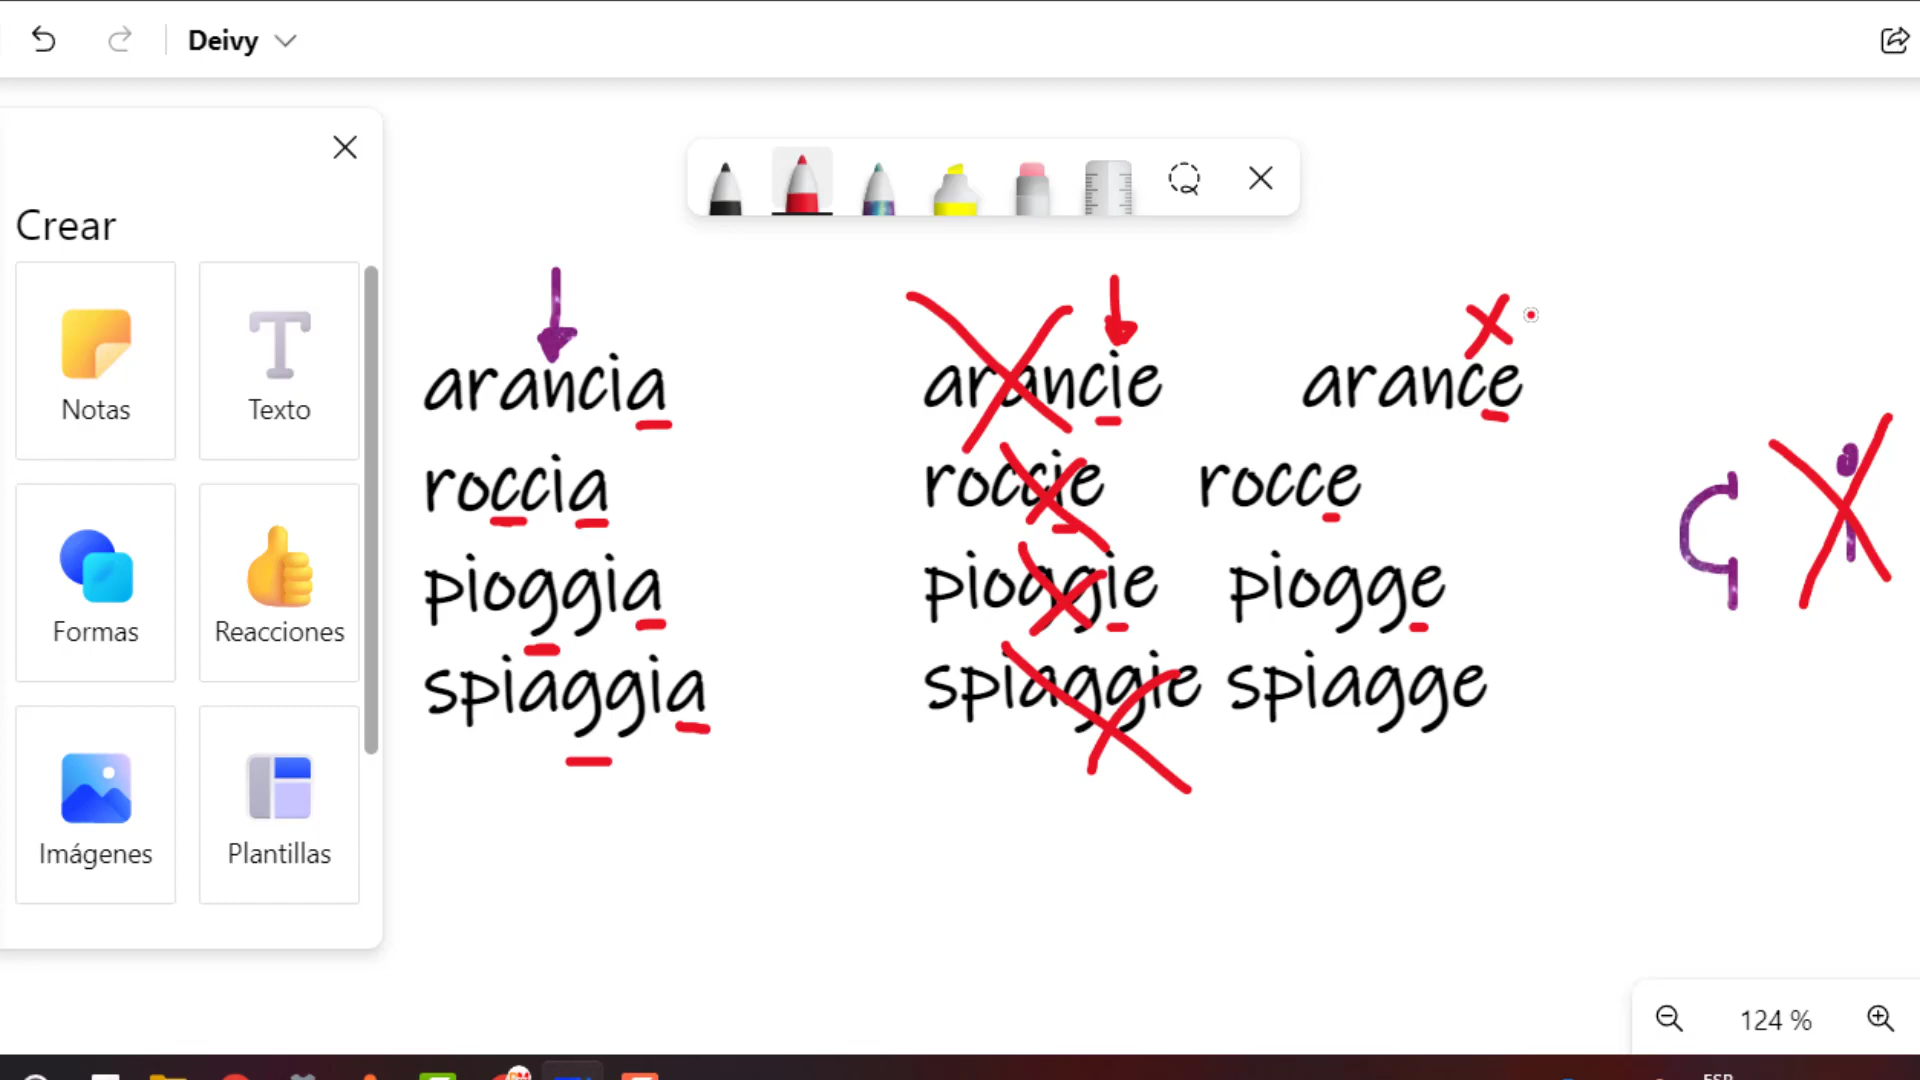 Deivy
Crear
Notas
Texto
Formas
Reacciones
Imágenes
Plantillas
arancia arancie arance
roccia roccie rocce
pioggia pioggie piogge
spiaggia spiaggie spiagge
124 %